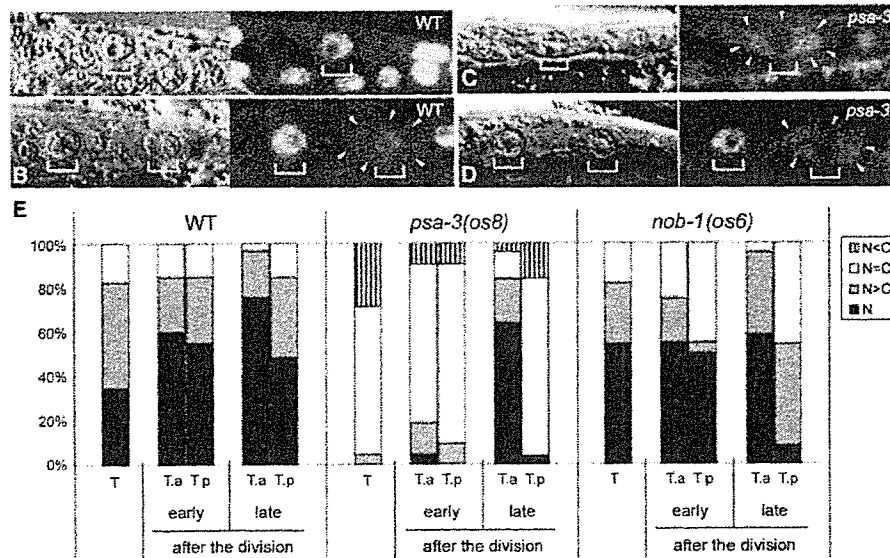 WT
psa-3
A
C
WT
psa-3
B
D
E
WT
psa-3(os8)
nob-1(os6)
100%
80%
60%
40%
20%
0%
N<C
N=C
N>C
N
T
T.a
T.p
T.a
T.p
T
T.a
T.p
T.a
T.p
T
T.a
T.p
T.a
T.p
early
late
early
late
early
late
after the division
after the division
after the division